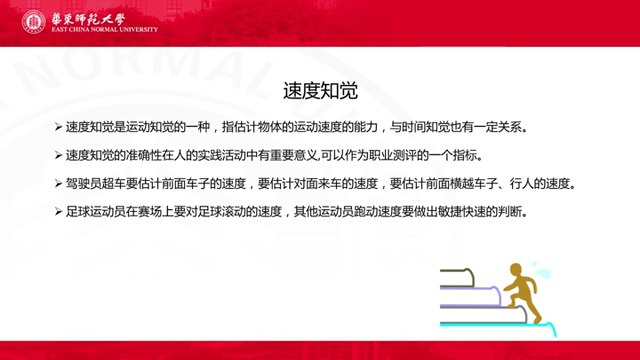 華東師範大學
EAST CHINA NORMAL UNIVERSITY
速度知觉
➢ 速度知觉是运动知觉的一种，指估计物体的运动速度的能力，与时间知觉也有一定关系。
➢ 速度知觉的准确性在人的实践活动中有重要意义,可以作为职业测评的一个指标。
➢ 驾驶员超车要估计前面车子的速度，要估计对面来车的速度，要估计前面横越车子、行人的速度。
➢ 足球运动员在赛场上要对足球滚动的速度，其他运动员跑动速度要做出敏捷快速的判断。